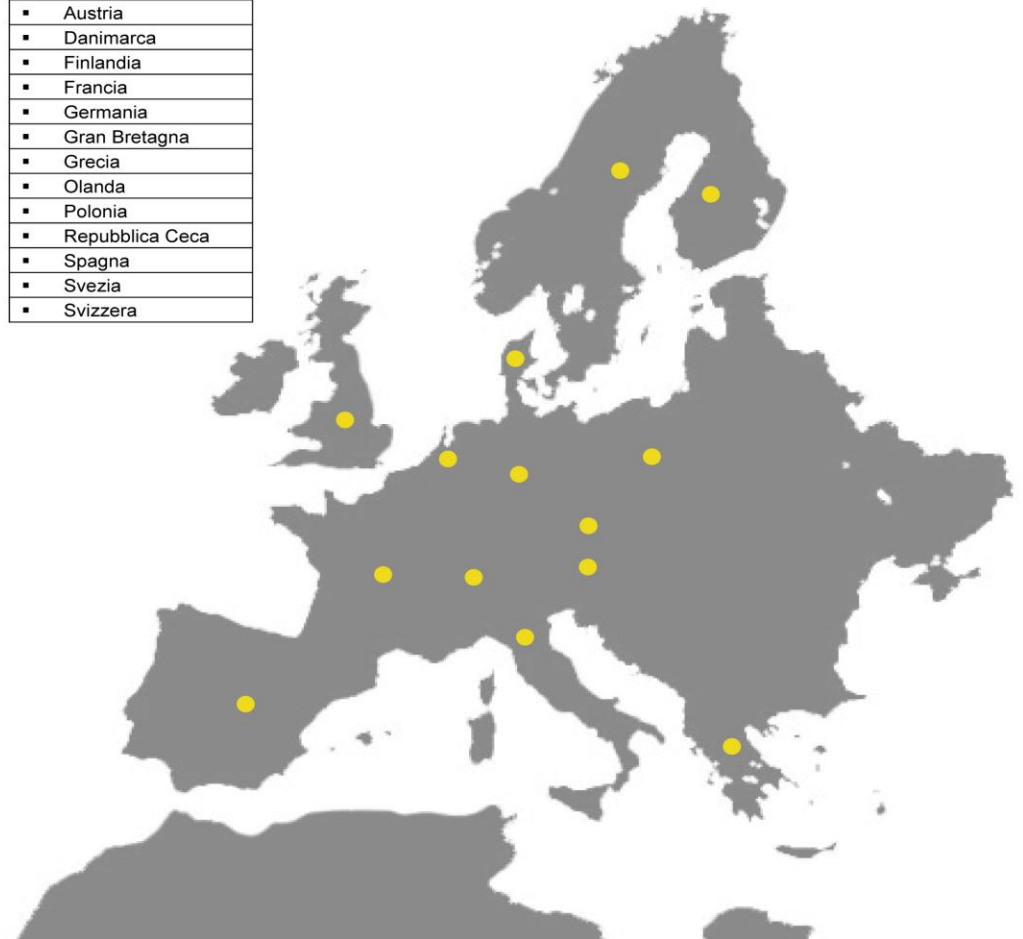 ▪ Austria
▪ Danimarca
▪ Finlandia
▪ Francia
▪ Germania
▪ Gran Bretagna
▪ Grecia
▪ Olanda
▪ Polonia
▪ Repubblica Ceca
▪ Spagna
▪ Svezia
▪ Svizzera